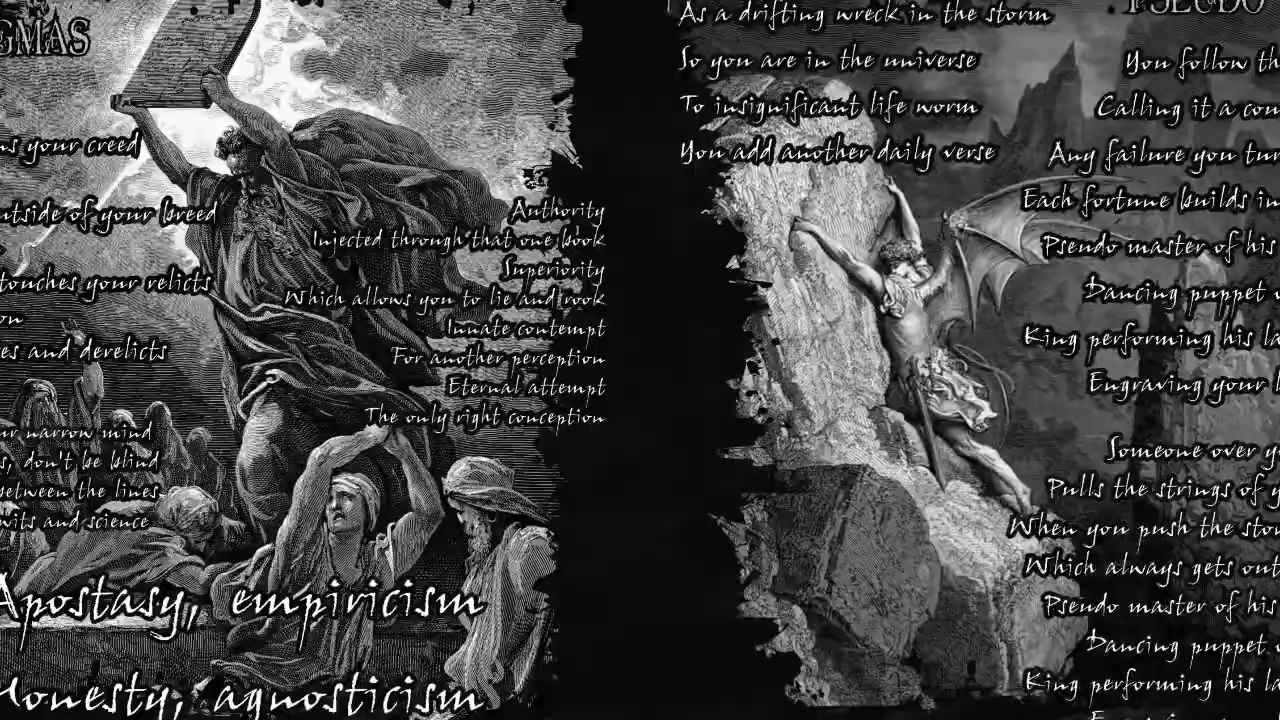 GMAS
ns your creed
utside of your breed
touches your relicts
on
es and derelicts
ur narrow mind
s, don't be blind
between the lines
wits and science
Authority
Injected through that one book
Superiority
Which allows you to lie and rook
Innate contempt
For another perception
Eternal attempt
The only right conception
Apostasy, empiricism
Honesty, agnosticism
As a drifting wreck in the storm
So you are in the universe
To insignificant life worm
You add another daily verse
PSEUDO
You follow th
Calling it a cou
Any failure you tur
Each fortune builds in
Pseudo master of his
Dancing puppet
King performing his la
Engraving your
Someone over y
Pulls the strings of y
When you push the sto
Which always gets out
Pseudo master of his
Dancing puppet
King performing his la